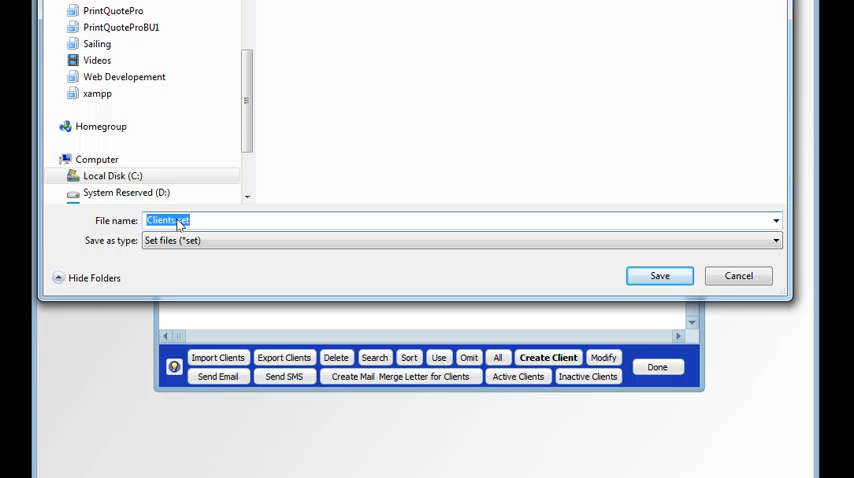 PrintQuotePro
PrintQuoteProBU1
Sailing
Videos
Web Developement
xampp
Homegroup
Computer
Local Disk (C:)
System Reserved (D:)
File name: Clients.set
Save as type: Set files (*set)
Hide Folders Save Cancel
Import Clients Export Clients Delete Search Sort Use Omit All Create Client Modify
Done
Send Email Send SMS Create Mail Merge Letter for Clients Active Clients Inactive Clients